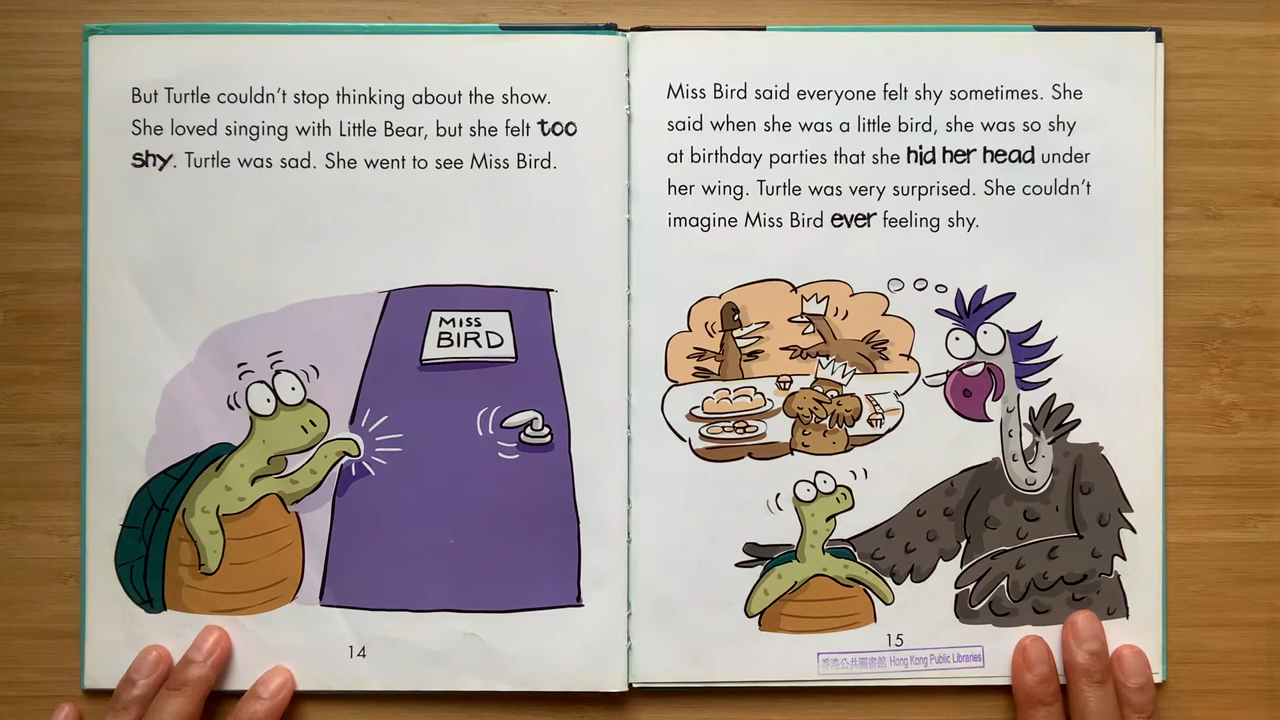 But Turtle couldn't stop thinking about the show.
She loved singing with Little Bear, but she felt too
shy. Turtle was sad. She went to see Miss Bird.
MISS
BIRD
14
Miss Bird said everyone felt shy sometimes. She
said when she was a little bird, she was so shy
at birthday parties that she hid her head under
her wing. Turtle was very surprised. She couldn't
imagine Miss Bird ever feeling shy.
15
香港公共圖書館 Hong Kong Public Libraries